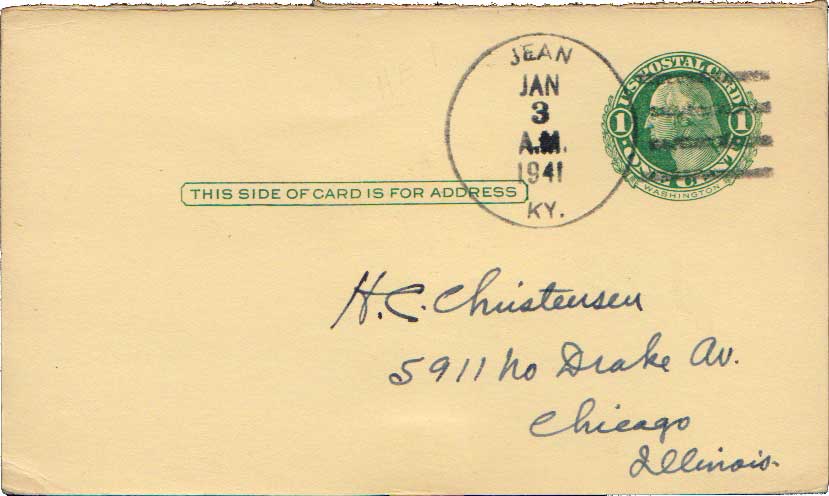 JEAN
JAN
3
A.M.
1941
KY.
U.S. POSTAL CARD
1 1
ONE CENT
WASHINGTON
THIS SIDE OF CARD IS FOR ADDRESS
H. C. Christensen
5911 No Drake Av.
Chicago
Illinois.